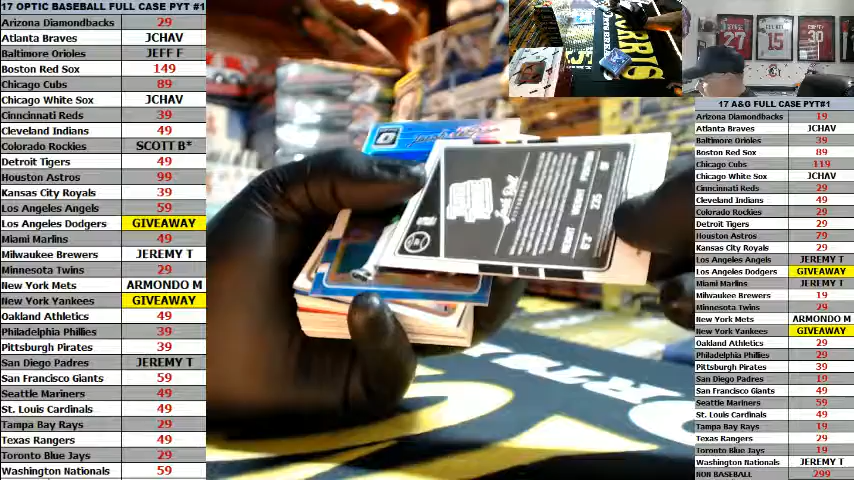 17 OPTIC BASEBALL FULL CASE PYT #1
Arizona Diamondbacks 29
Atlanta Braves JCHAV
Baltimore Orioles JEFF F
Boston Red Sox 149
Chicago Cubs 89
Chicago White Sox JCHAV
Cinncinati Reds 39
Cleveland Indians 49
Colorado Rockies SCOTT B*
Detroit Tigers 49
Houston Astros 99
Kansas City Royals 39
Los Angeles Angels 59
Los Angeles Dodgers GIVEAWAY
Miami Marlins 49
Milwaukee Brewers JEREMY T
Minnesota Twins 29
New York Mets ARMONDO M
New York Yankees GIVEAWAY
Oakland Athletics 49
Philadelphia Phillies 39
Pittsburgh Pirates 39
San Diego Padres JEREMY T
San Francisco Giants 59
Seattle Mariners 49
St. Louis Cardinals 49
Tampa Bay Rays 29
Texas Rangers 49
Toronto Blue Jays 29
Washington Nationals 59
27
15
30
17 A&G FULL CASE PYT#1
Arizona Diamondbacks 19
Atlanta Braves JCHAV
Baltimore Orioles 39
Boston Red Sox 89
Chicago Cubs 119
Chicago White Sox JCHAV
Cinncinati Reds 29
Cleveland Indians 49
Colorado Rockies 29
Detroit Tigers 29
Houston Astros 79
Kansas City Royals 29
Los Angeles Angels JEREMY T
Los Angeles Dodgers GIVEAWAY
Miami Marlins JEREMY T
Milwaukee Brewers 19
Minnesota Twins 29
New York Mets ARMONDO M
New York Yankees GIVEAWAY
Oakland Athletics 29
Philadelphia Phillies 29
Pittsburgh Pirates 39
San Diego Padres 19
San Francisco Giants 49
Seattle Mariners 59
St. Louis Cardinals 49
Tampa Bay Rays 19
Texas Rangers 29
Toronto Blue Jays 19
Washington Nationals JEREMY T
NON BASEBALL 299